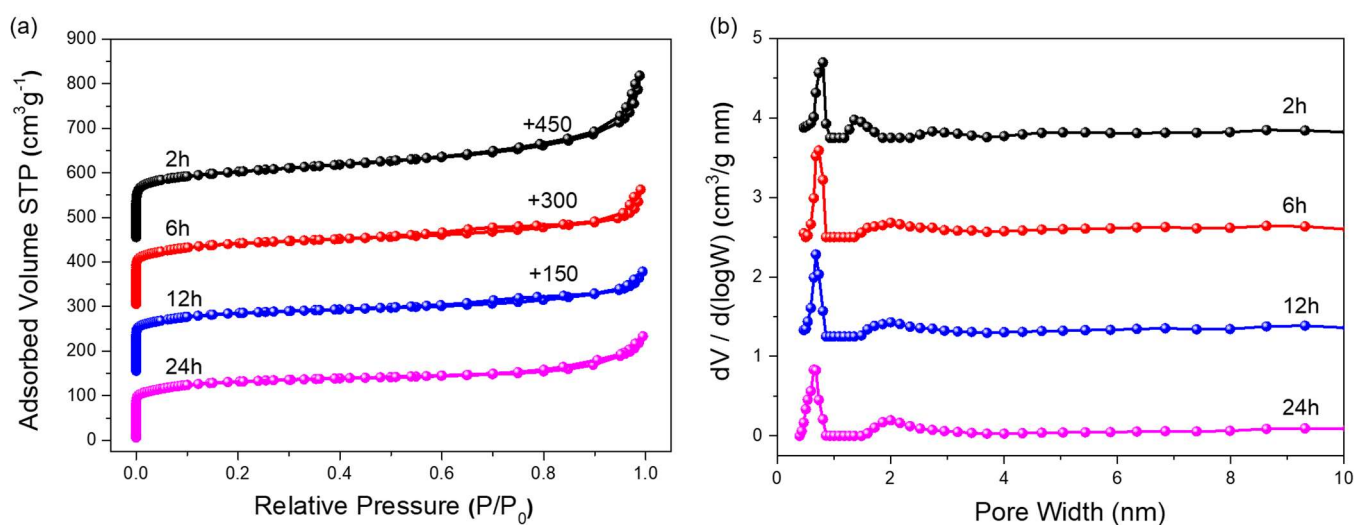 (a)
900
800
700
600
500
400
300
200
100
0
Adsorbed Volume STP (cm³g⁻¹)
2h
+450
6h
+300
12h
+150
24h
0.0 0.2 0.4 0.6 0.8 1.0
Relative Pressure (P/P₀)
(b)
5
4
3
2
1
0
dV / d(logW) (cm³/g nm)
2h
6h
12h
24h
0 2 4 6 8 10
Pore Width (nm)